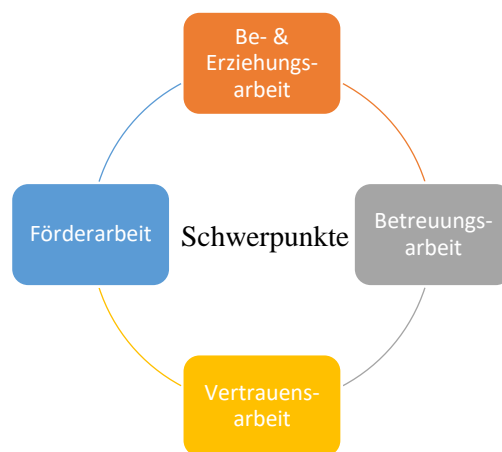 Be- &
Erziehungs-
arbeit
Förderarbeit
Schwerpunkte
Betreuungs-
arbeit
Vertrauens-
arbeit